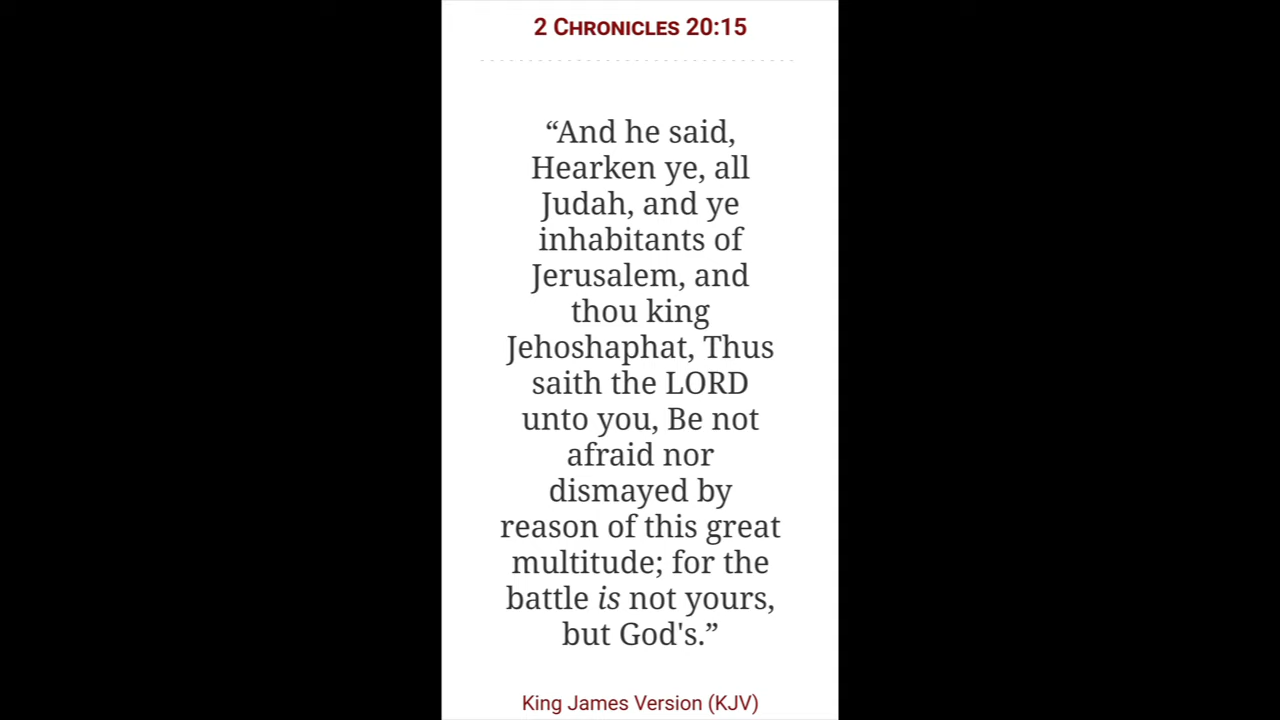 2 Chronicles 20:15
“And he said,
Hearken ye, all
Judah, and ye
inhabitants of
Jerusalem, and
thou king
Jehoshaphat, Thus
saith the LORD
unto you, Be not
afraid nor
dismayed by
reason of this great
multitude; for the
battle is not yours,
but God's.”
King James Version (KJV)